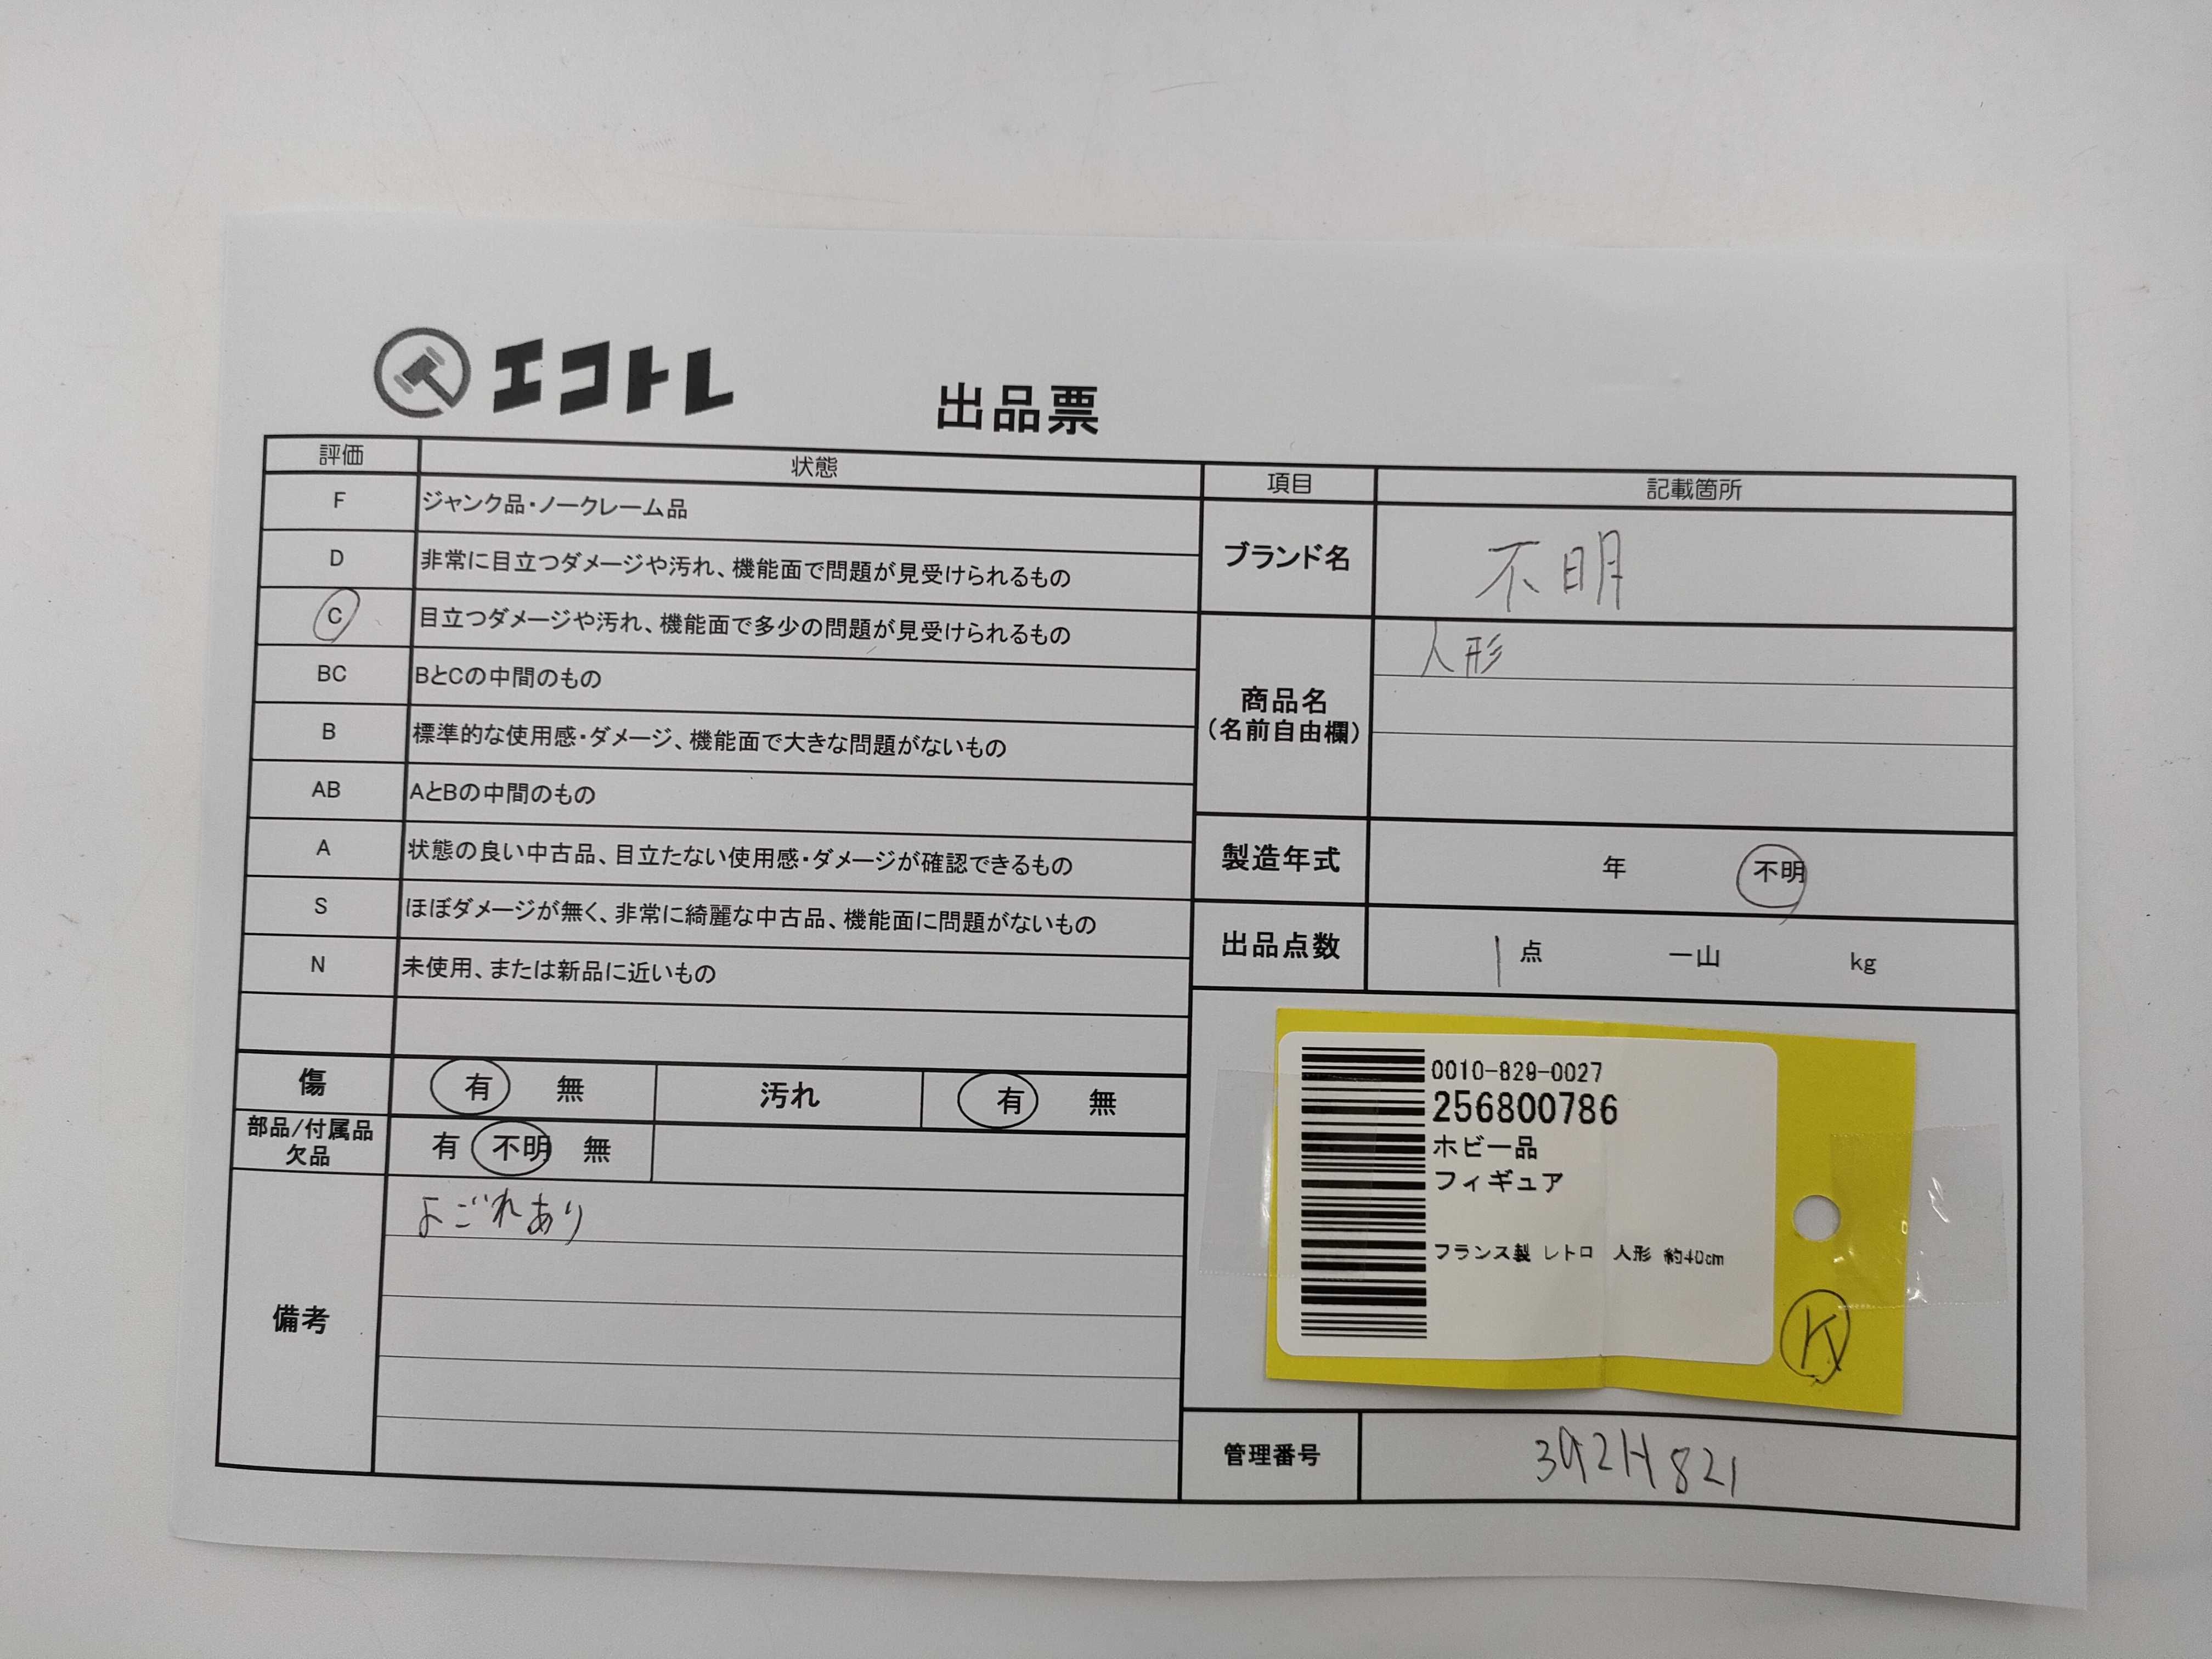 エコトレ
出品票
評価 状態
F ジャンク品・ノークレーム品
D 非常に目立つダメージや汚れ、機能面で問題が見受けられるもの
C 目立つダメージや汚れ、機能面で多少の問題が見受けられるもの
BC BとCの中間のもの
B 標準的な使用感・ダメージ、機能面で大きな問題がないもの
AB AとBの中間のもの
A 状態の良い中古品、目立たない使用感・ダメージが確認できるもの
S ほぼダメージが無く、非常に綺麗な中古品、機能面に問題がないもの
N 未使用、または新品に近いもの
傷 有 無 汚れ 有 無
部品/付属品
欠品 有 不明 無
備考 よごれあり
項目 記載箇所
ブランド名 不明
商品名
(名前自由欄) 人形
製造年式 年 不明
出品点数 1 点 一山 kg
0010-829-0027
256800786
ホビー品
フィギュア
フランス製 レトロ 人形 約40cm
K
管理番号 392H821